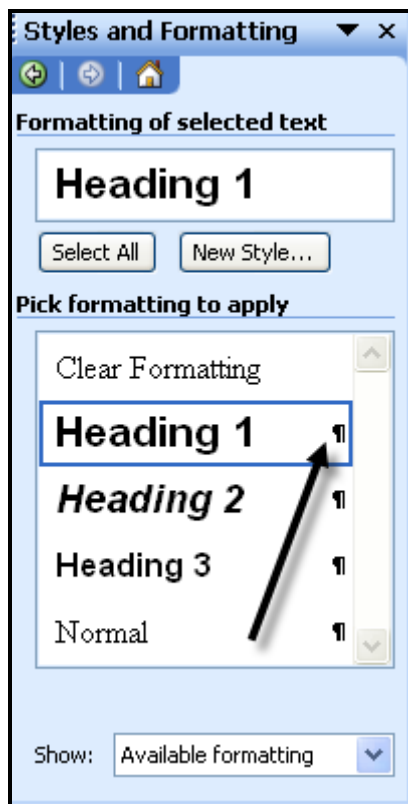 Styles and Formatting
Formatting of selected text
Heading 1
Select All New Style...
Pick formatting to apply
Clear Formatting
Heading 1 ¶
Heading 2 ¶
Heading 3 ¶
Normal ¶
Show: Available formatting